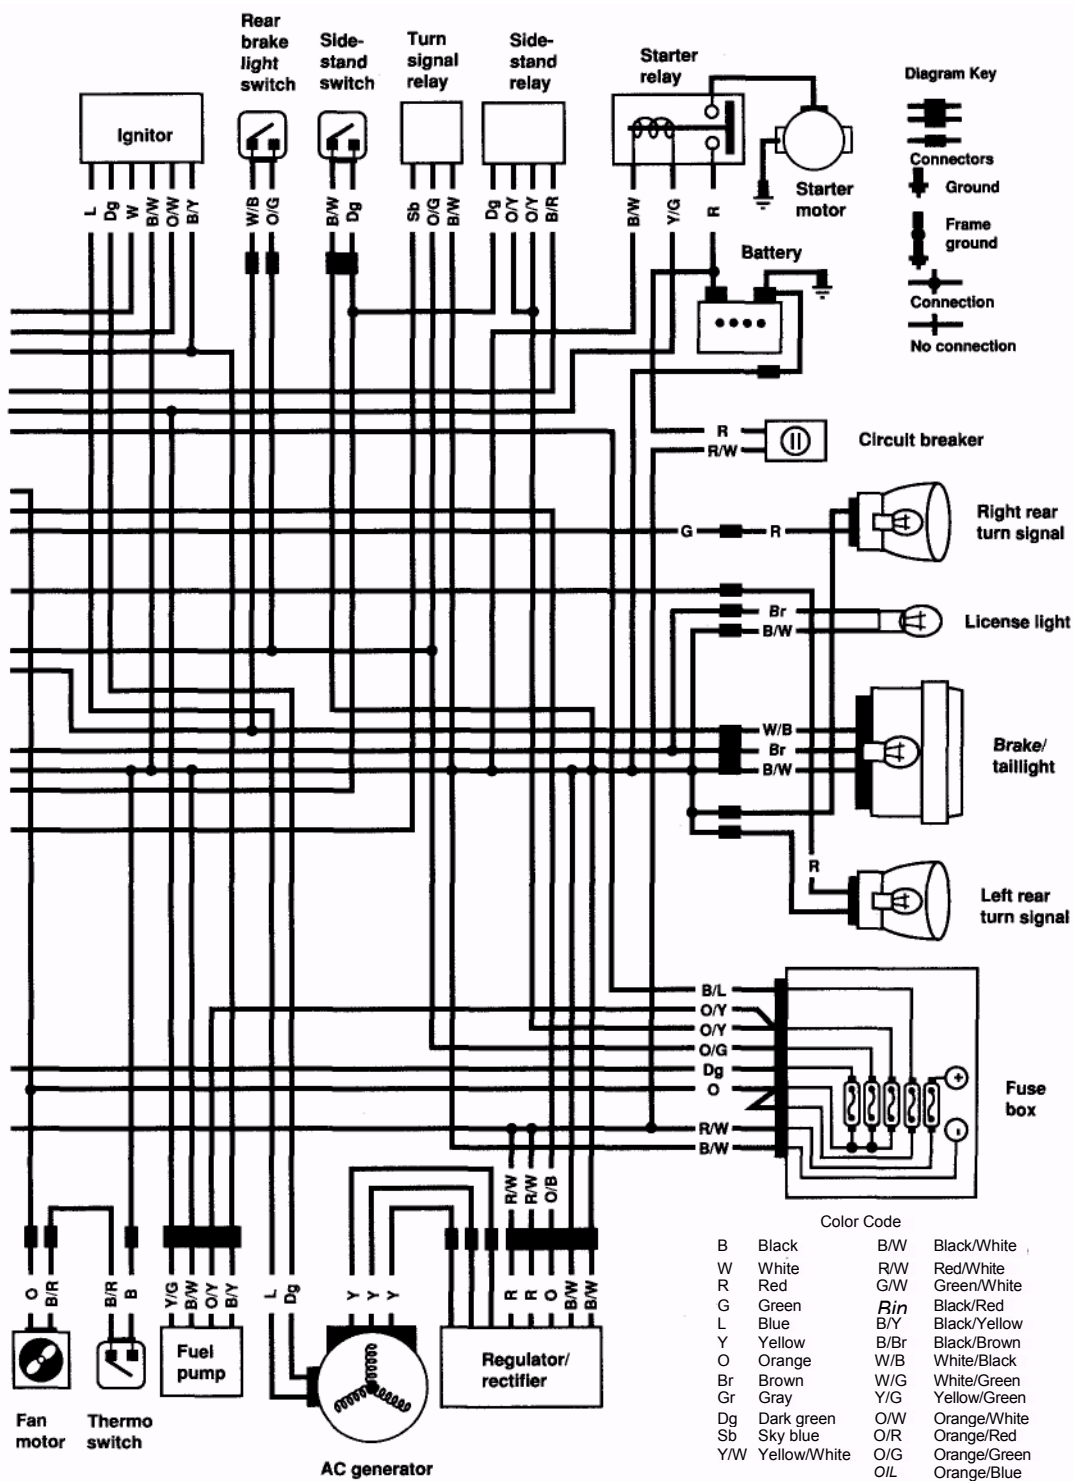 Rear brake light switch
Side-stand switch
Turn signal relay
Side-stand relay
Starter relay
Diagram Key
Ignitor
Connectors
Starter motor
Ground
L Dg W B/W O/W B/Y
W/B O/G
B/W Dg
Sb O/G B/W
Dg O/Y O/Y B/R
B/W Y/G R
Frame ground
Battery
Connection
No connection
R
R/W
Circuit breaker
G
R
Right rear turn signal
Br
B/W
License light
W/B
Br
B/W
Brake/taillight
R
Left rear turn signal
B/L
O/Y
O/Y
O/G
Dg
O
R/W
B/W
Fuse box
+
-
R/W R/W O/B
O B/R
B/R B
Y/G B/W O/Y B/Y
L Dg
Y Y Y
R R O B/W B/W
Fan motor
Thermo switch
Fuel pump
AC generator
Regulator/rectifier
Color Code
B Black B/W Black/White
W White R/W Red/White
R Red G/W Green/White
G Green Rin Black/Red
L Blue B/Y Black/Yellow
Y Yellow B/Br Black/Brown
O Orange W/B White/Black
Br Brown W/G White/Green
Gr Gray Y/G Yellow/Green
Dg Dark green O/W Orange/White
Sb Sky blue O/R Orange/Red
Y/W Yellow/White O/G Orange/Green
OIL Orange/Blue